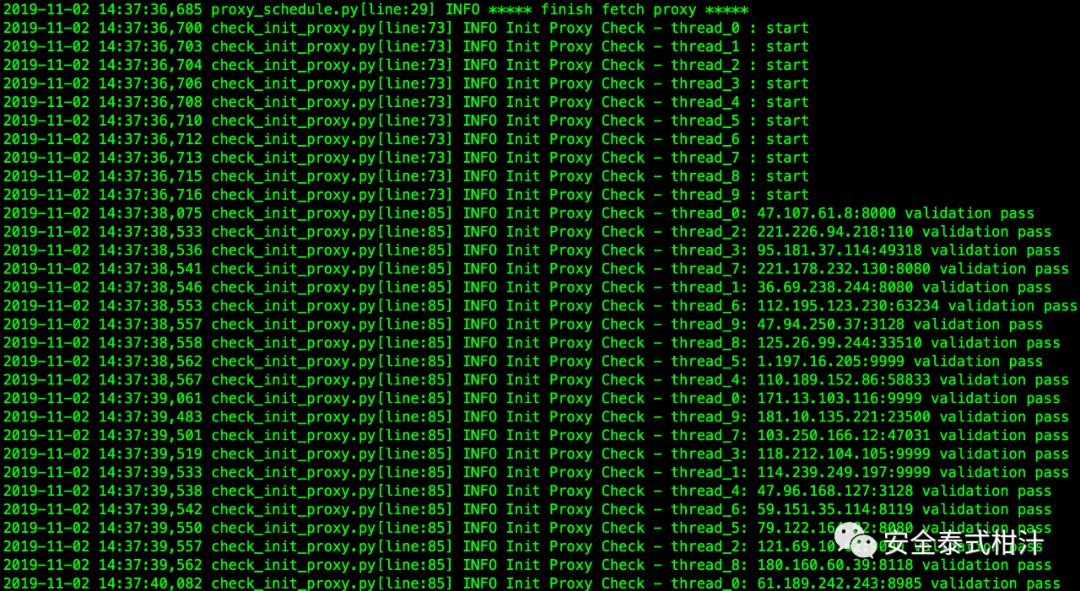 2019-11-02 14:37:36,685 proxy_schedule.py[line:29] INFO ***** finish fetch proxy *****
2019-11-02 14:37:36,700 check_init_proxy.py[line:73] INFO Init Proxy Check - thread_0 : start
2019-11-02 14:37:36,703 check_init_proxy.py[line:73] INFO Init Proxy Check - thread_1 : start
2019-11-02 14:37:36,704 check_init_proxy.py[line:73] INFO Init Proxy Check - thread_2 : start
2019-11-02 14:37:36,706 check_init_proxy.py[line:73] INFO Init Proxy Check - thread_3 : start
2019-11-02 14:37:36,708 check_init_proxy.py[line:73] INFO Init Proxy Check - thread_4 : start
2019-11-02 14:37:36,710 check_init_proxy.py[line:73] INFO Init Proxy Check - thread_5 : start
2019-11-02 14:37:36,712 check_init_proxy.py[line:73] INFO Init Proxy Check - thread_6 : start
2019-11-02 14:37:36,713 check_init_proxy.py[line:73] INFO Init Proxy Check - thread_7 : start
2019-11-02 14:37:36,715 check_init_proxy.py[line:73] INFO Init Proxy Check - thread_8 : start
2019-11-02 14:37:36,716 check_init_proxy.py[line:73] INFO Init Proxy Check - thread_9 : start
2019-11-02 14:37:38,075 check_init_proxy.py[line:85] INFO Init Proxy Check - thread_0: 47.107.61.8:8000 validation pass
2019-11-02 14:37:38,533 check_init_proxy.py[line:85] INFO Init Proxy Check - thread_2: 221.226.94.218:110 validation pass
2019-11-02 14:37:38,536 check_init_proxy.py[line:85] INFO Init Proxy Check - thread_3: 95.181.37.114:49318 validation pass
2019-11-02 14:37:38,541 check_init_proxy.py[line:85] INFO Init Proxy Check - thread_7: 221.178.232.130:8080 validation pass
2019-11-02 14:37:38,546 check_init_proxy.py[line:85] INFO Init Proxy Check - thread_1: 36.69.238.244:8080 validation pass
2019-11-02 14:37:38,553 check_init_proxy.py[line:85] INFO Init Proxy Check - thread_6: 112.195.123.230:63234 validation pass
2019-11-02 14:37:38,557 check_init_proxy.py[line:85] INFO Init Proxy Check - thread_9: 47.94.250.37:3128 validation pass
2019-11-02 14:37:38,558 check_init_proxy.py[line:85] INFO Init Proxy Check - thread_8: 125.26.99.244:33510 validation pass
2019-11-02 14:37:38,562 check_init_proxy.py[line:85] INFO Init Proxy Check - thread_5: 1.197.16.205:9999 validation pass
2019-11-02 14:37:38,567 check_init_proxy.py[line:85] INFO Init Proxy Check - thread_4: 110.189.152.86:58833 validation pass
2019-11-02 14:37:39,061 check_init_proxy.py[line:85] INFO Init Proxy Check - thread_0: 171.13.103.116:9999 validation pass
2019-11-02 14:37:39,483 check_init_proxy.py[line:85] INFO Init Proxy Check - thread_9: 181.10.135.221:23500 validation pass
2019-11-02 14:37:39,501 check_init_proxy.py[line:85] INFO Init Proxy Check - thread_7: 103.250.166.12:47031 validation pass
2019-11-02 14:37:39,519 check_init_proxy.py[line:85] INFO Init Proxy Check - thread_3: 118.212.104.105:9999 validation pass
2019-11-02 14:37:39,533 check_init_proxy.py[line:85] INFO Init Proxy Check - thread_1: 114.239.249.197:9999 validation pass
2019-11-02 14:37:39,538 check_init_proxy.py[line:85] INFO Init Proxy Check - thread_4: 47.96.168.127:3128 validation pass
2019-11-02 14:37:39,542 check_init_proxy.py[line:85] INFO Init Proxy Check - thread_6: 59.151.35.114:8119 validation pass
2019-11-02 14:37:39,550 check_init_proxy.py[line:85] INFO Init Proxy Check - thread_5: validation pass
2019-11-02 14:37:39,557 check_init_proxy.py[line:85] INFO Init Proxy Check - thread_2: validation pass
安全泰式柑汁
2019-11-02 14:37:39,562 check_init_proxy.py[line:85] INFO Init Proxy Check - thread_8: 180.160.60.39:8118 validation pass
2019-11-02 14:37:40,082 check_init_proxy.py[line:85] INFO Init Proxy Check - thread_0: 61.189.242.243:8985 validation pass